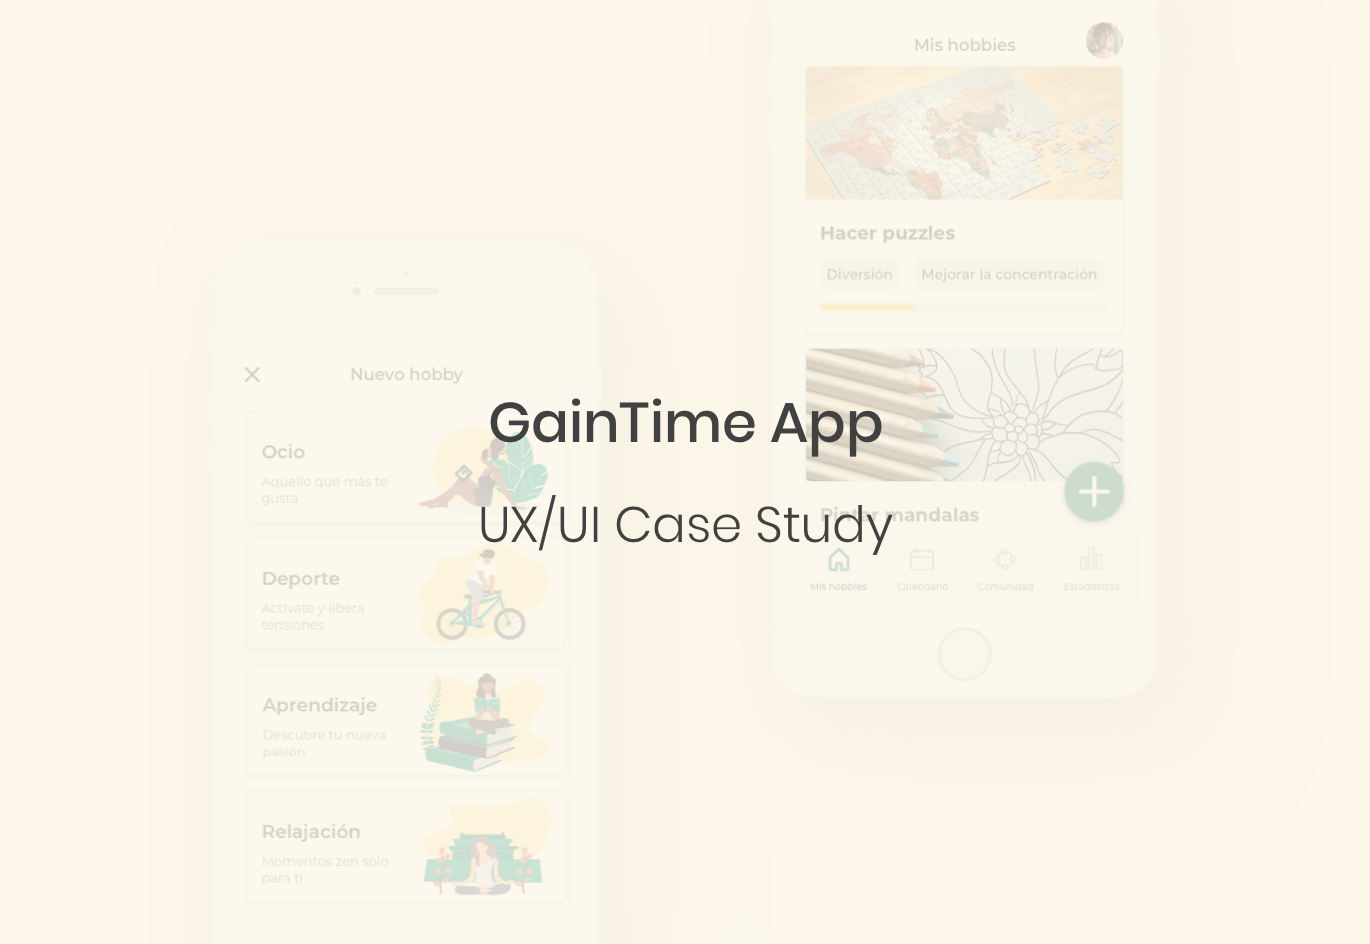 Mis hobbies
Hacer puzzles
Diversión
Mejorar la concentración
Pintar mandalas
Mis hobbies
Calendario
Comunidad
Estadísticas
Nuevo hobby
Ocio
Aquello que más te
gusta
Deporte
Actívate y libera
tensiones
Aprendizaje
Descubre tu nueva
pasión
Relajación
Momentos zen solo
para ti
GainTime App
UX/UI Case Study